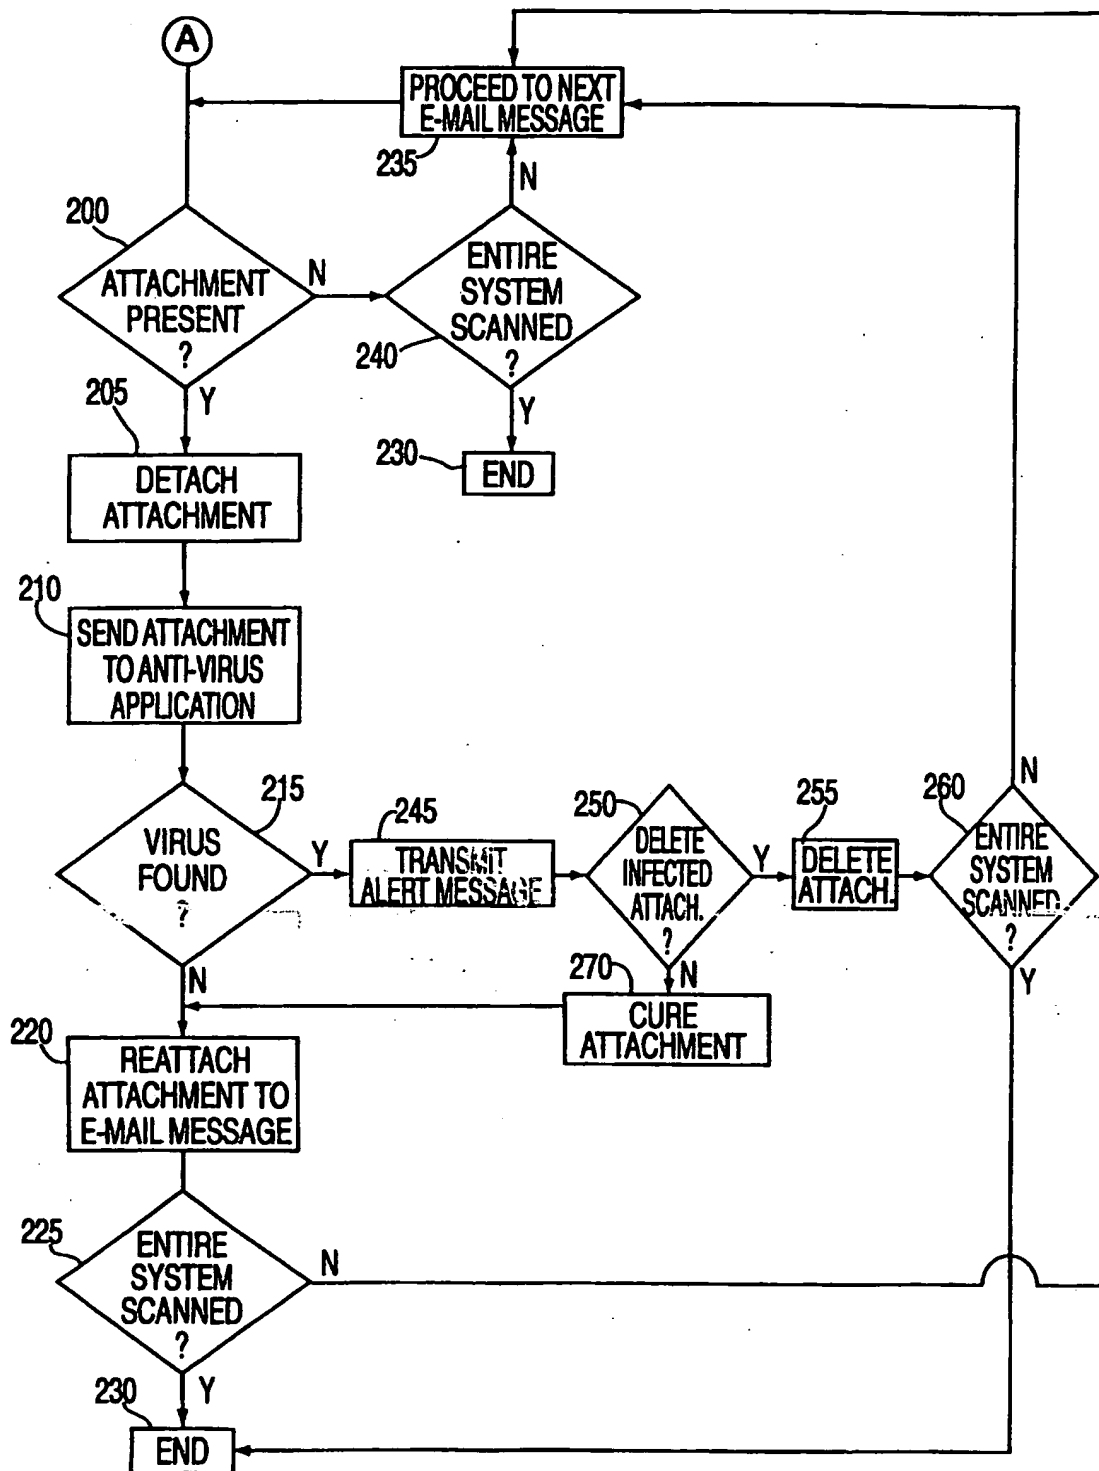 A
PROCEED TO NEXT
E-MAIL MESSAGE
235
N
200
ATTACHMENT
PRESENT
?
N
ENTIRE
SYSTEM
SCANNED
?
240
Y
205
Y
230
END
DETACH
ATTACHMENT
210
SEND ATTACHMENT
TO ANTI-VIRUS
APPLICATION
215
VIRUS
FOUND
?
Y
245
TRANSMIT
ALERT MESSAGE
250
DELETE
INFECTED
ATTACH.
?
Y
255
DELETE
ATTACH.
260
N
ENTIRE
SYSTEM
SCANNED
?
Y
N
270
N
CURE
ATTACHMENT
220
REATTACH
ATTACHMENT TO
E-MAIL MESSAGE
225
ENTIRE
SYSTEM
SCANNED
?
N
Y
230
END